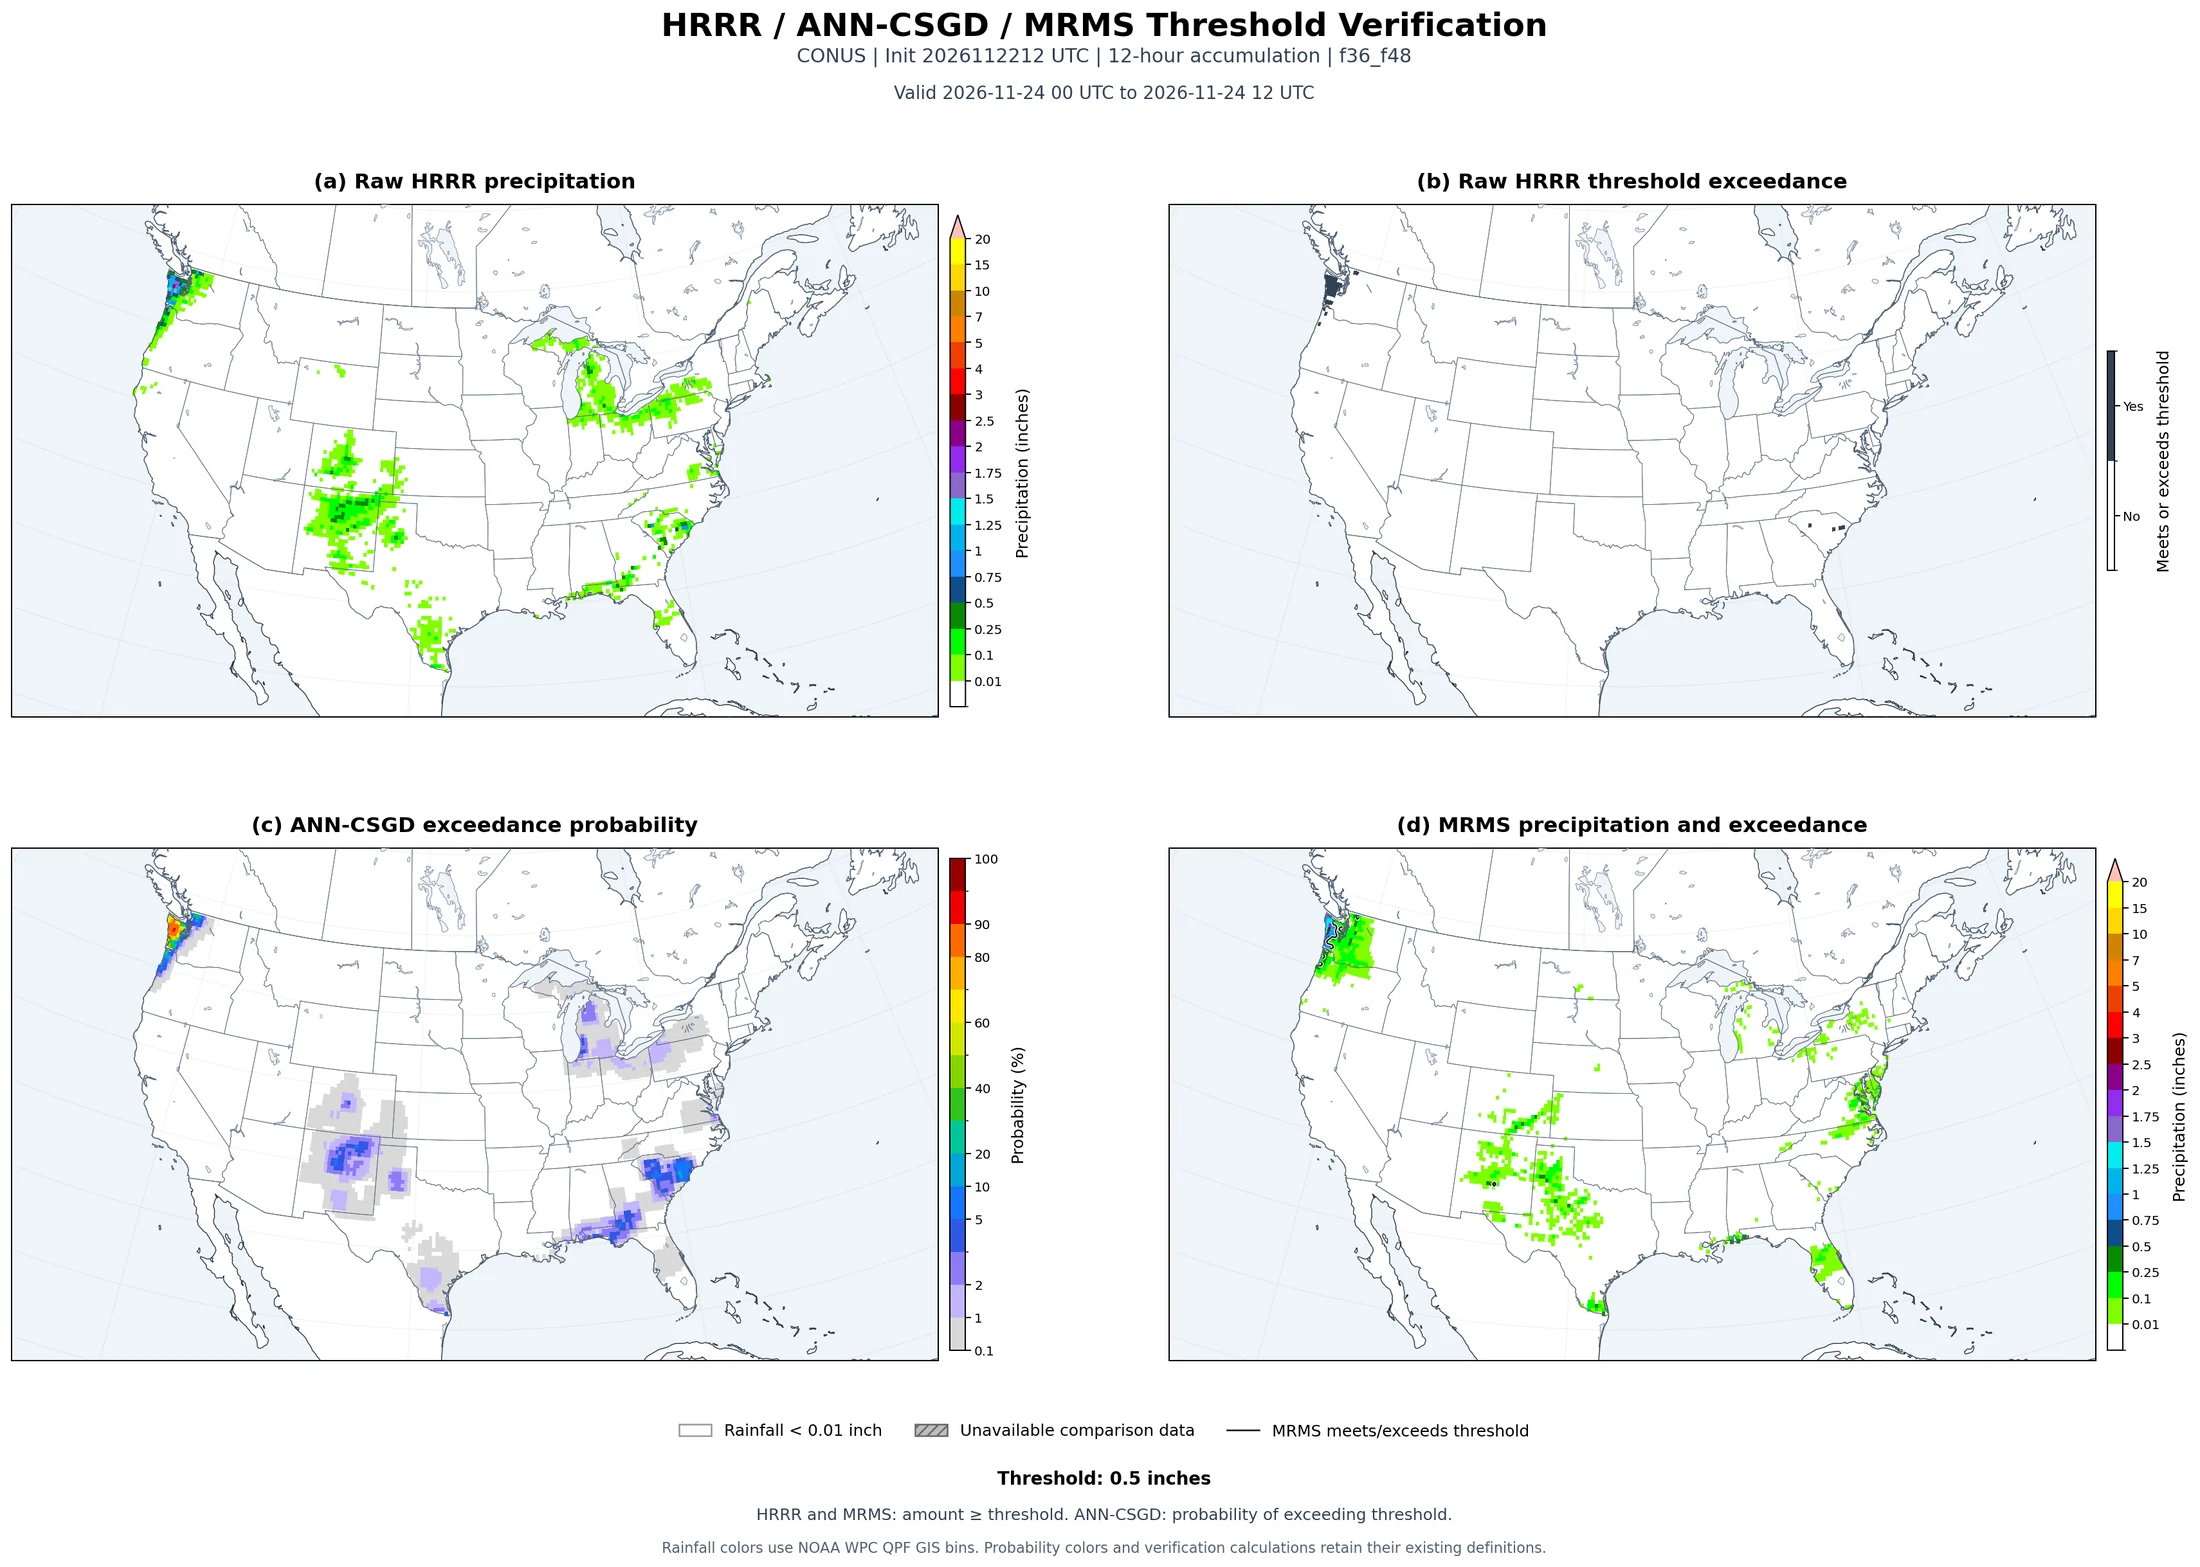 HRRR / ANN-CSGD / MRMS Threshold Verification
CONUS | Init 2026112212 UTC | 12-hour accumulation | f36_f48
Valid 2026-11-24 00 UTC to 2026-11-24 12 UTC
(a) Raw HRRR precipitation
20
15
10
7
5
4
3
2.5
2
1.75
1.5
1.25
1
0.75
0.5
0.25
0.1
0.01
Precipitation (inches)
(b) Raw HRRR threshold exceedance
Yes
No
Meets or exceeds threshold
(c) ANN-CSGD exceedance probability
100
90
80
60
40
20
10
5
2
1
0.1
Probability (%)
(d) MRMS precipitation and exceedance
20
15
10
7
5
4
3
2.5
2
1.75
1.5
1.25
1
0.75
0.5
0.25
0.1
0.01
Precipitation (inches)
Rainfall < 0.01 inch
Unavailable comparison data
MRMS meets/exceeds threshold
Threshold: 0.5 inches
HRRR and MRMS: amount ≥ threshold. ANN-CSGD: probability of exceeding threshold.
Rainfall colors use NOAA WPC QPF GIS bins. Probability colors and verification calculations retain their existing definitions.